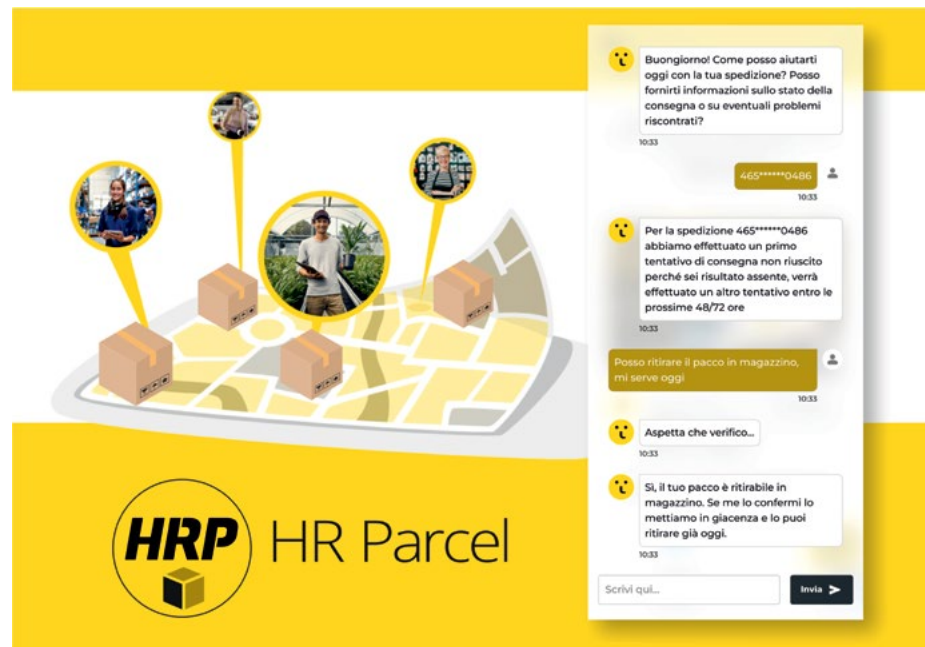 Buongiorno! Come posso aiutarti
oggi con la tua spedizione? Posso
fornirti informazioni sullo stato della
consegna o su eventuali problemi
riscontrati?
10:33
465******0486
10:33
Per la spedizione 465******0486
abbiamo effettuato un primo
tentativo di consegna non riuscito
perché sei risultato assente, verrà
effettuato un altro tentativo entro le
prossime 48/72 ore
10:33
Posso ritirare il pacco in magazzino,
mi serve oggi
10:33
Aspetta che verifico...
10:33
Sì, il tuo pacco è ritirabile in
magazzino. Se me lo confermi lo
mettiamo in giacenza e lo puoi
ritirare già oggi.
10:33
Scrivi qui...
Invia
HRP
HR Parcel